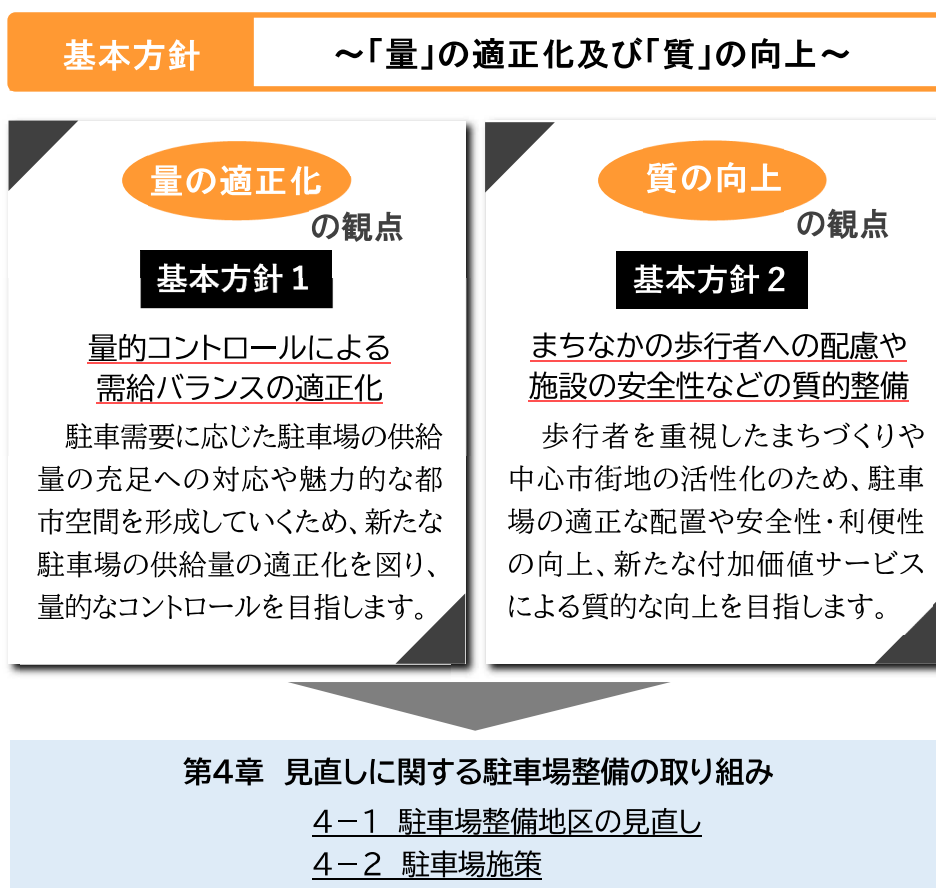 基本方針
～「量」の適正化及び「質」の向上～
量の適正化
の観点
基本方針1
量的コントロールによる
需給バランスの適正化
駐車需要に応じた駐車場の供給
量の充足への対応や魅力的な都
市空間を形成していくため、新たな
駐車場の供給量の適正化を図り、
量的なコントロールを目指します。
質の向上
の観点
基本方針2
まちなかの歩行者への配慮や
施設の安全性などの質的整備
歩行者を重視したまちづくりや
中心市街地の活性化のため、駐車
場の適正な配置や安全性・利便性
の向上、新たな付加価値サービス
による質的な向上を目指します。
第4章 見直しに関する駐車場整備の取り組み
4－1 駐車場整備地区の見直し
4－2 駐車場施策